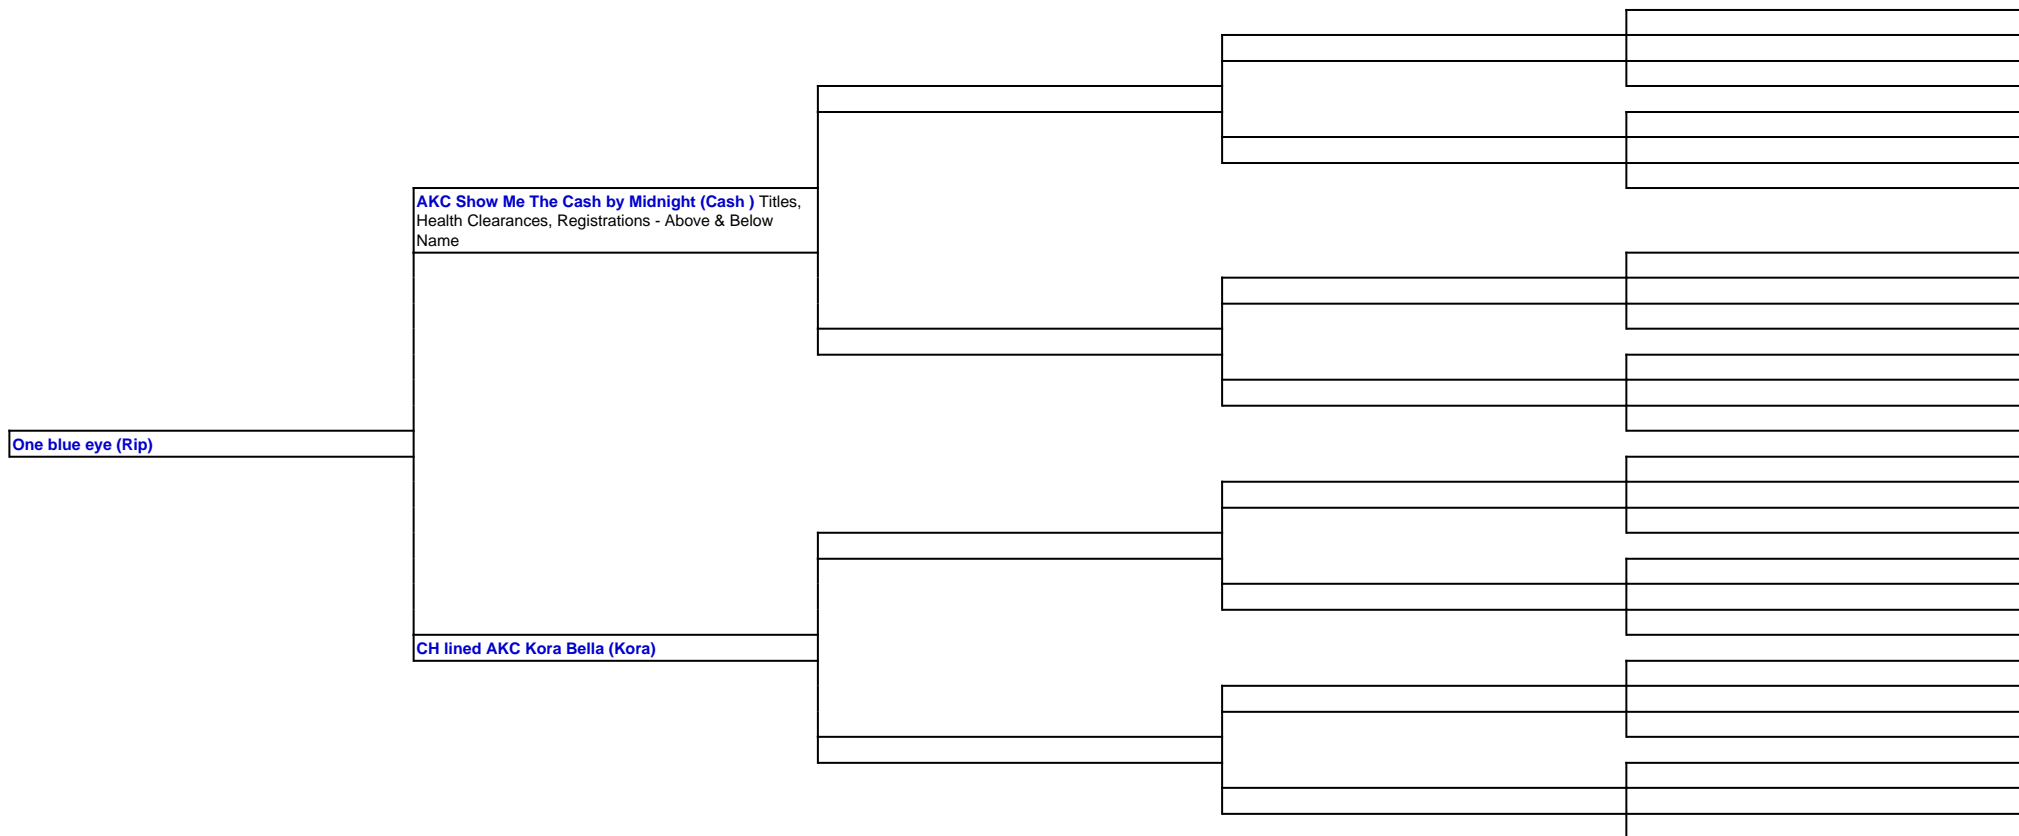 AKC Show Me The Cash by Midnight (Cash ) Titles,
Health Clearances, Registrations - Above & Below
Name
One blue eye (Rip)
CH lined AKC Kora Bella (Kora)